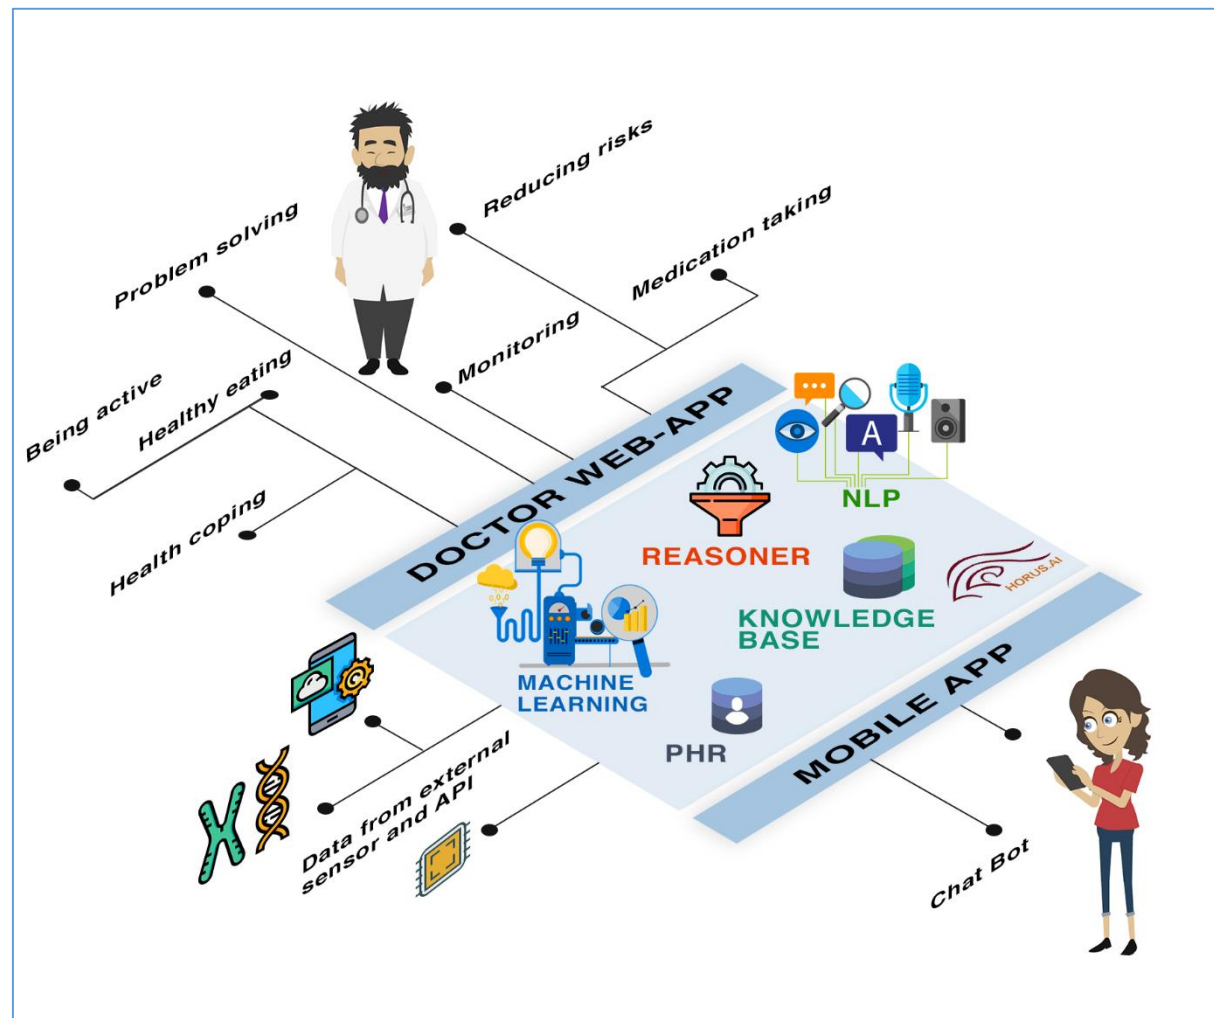 Reducing risks
Medication taking
Problem solving
Monitoring
Healthy eating
Being active
Health coping
DOCTOR WEB-APP
A
NLP
REASONER
HORUS.AI
KNOWLEDGE
BASE
MACHINE
LEARNING
PHR
MOBILE APP
Data from external
sensor and API
Chat Bot